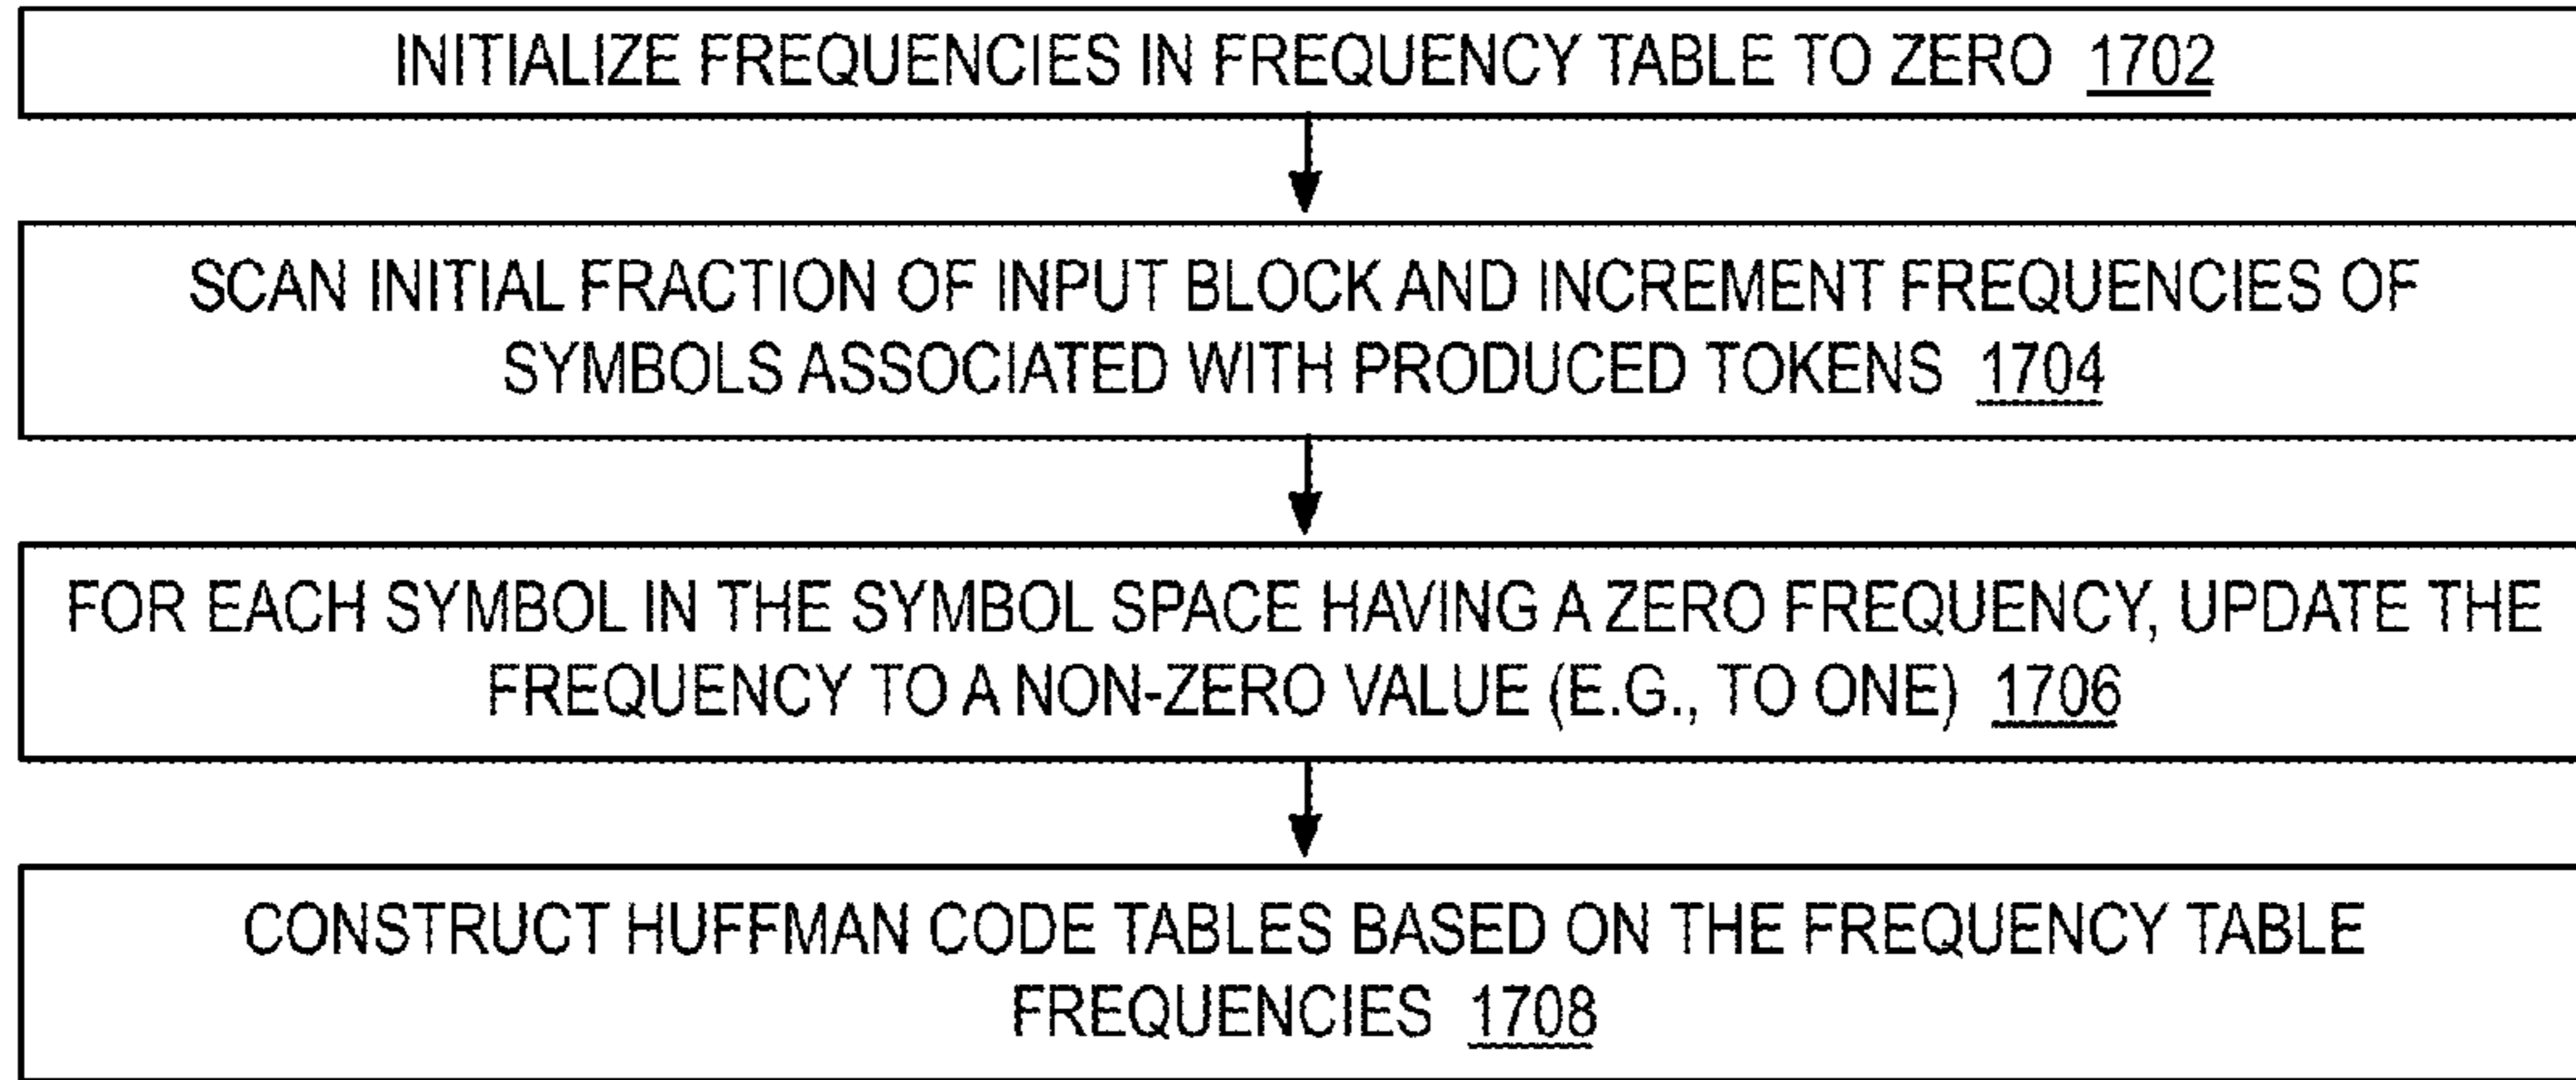 INITIALIZE FREQUENCIES IN FREQUENCY TABLE TO ZERO 1702
SCAN INITIAL FRACTION OF INPUT BLOCK AND INCREMENT FREQUENCIES OF
SYMBOLS ASSOCIATED WITH PRODUCED TOKENS 1704
FOR EACH SYMBOL IN THE SYMBOL SPACE HAVING A ZERO FREQUENCY, UPDATE THE
FREQUENCY TO A NON-ZERO VALUE (E.G., TO ONE) 1706
CONSTRUCT HUFFMAN CODE TABLES BASED ON THE FREQUENCY TABLE
FREQUENCIES 1708